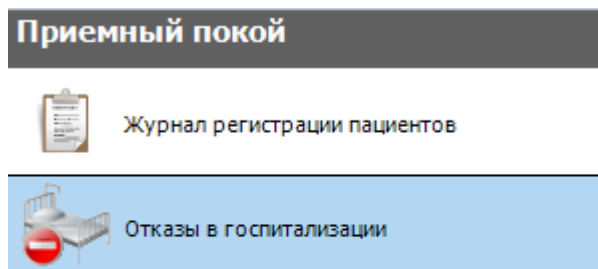 Приемный покой
Журнал регистрации пациентов
Отказы в госпитализации